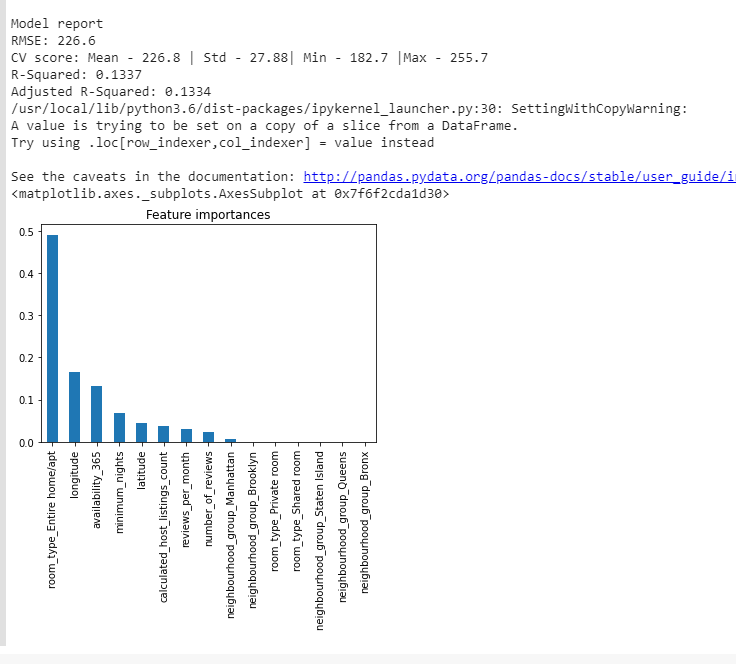 Model report
RMSE: 226.6
CV score: Mean - 226.8 | Std - 27.88| Min - 182.7 |Max - 255.7
R-Squared: 0.1337
Adjusted R-Squared: 0.1334
/usr/local/lib/python3.6/dist-packages/ipykernel_launcher.py:30: SettingWithCopyWarning:
A value is trying to be set on a copy of a slice from a DataFrame.
Try using .loc[row_indexer,col_indexer] = value instead
See the caveats in the documentation: http://pandas.pydata.org/pandas-docs/stable/user_guide/i
<matplotlib.axes._subplots.AxesSubplot at 0x7f6f2cda1d30>
Feature importances
0.5
0.4
0.3
0.2
0.1
0.0
room_type_Entire home/apt
longitude
availability_365
minimum_nights
latitude
calculated_host_listings_count
reviews_per_month
number_of_reviews
neighbourhood_group_Manhattan
neighbourhood_group_Brooklyn
room_type_Private room
room_type_Shared room
neighbourhood_group_Staten Island
neighbourhood_group_Queens
neighbourhood_group_Bronx